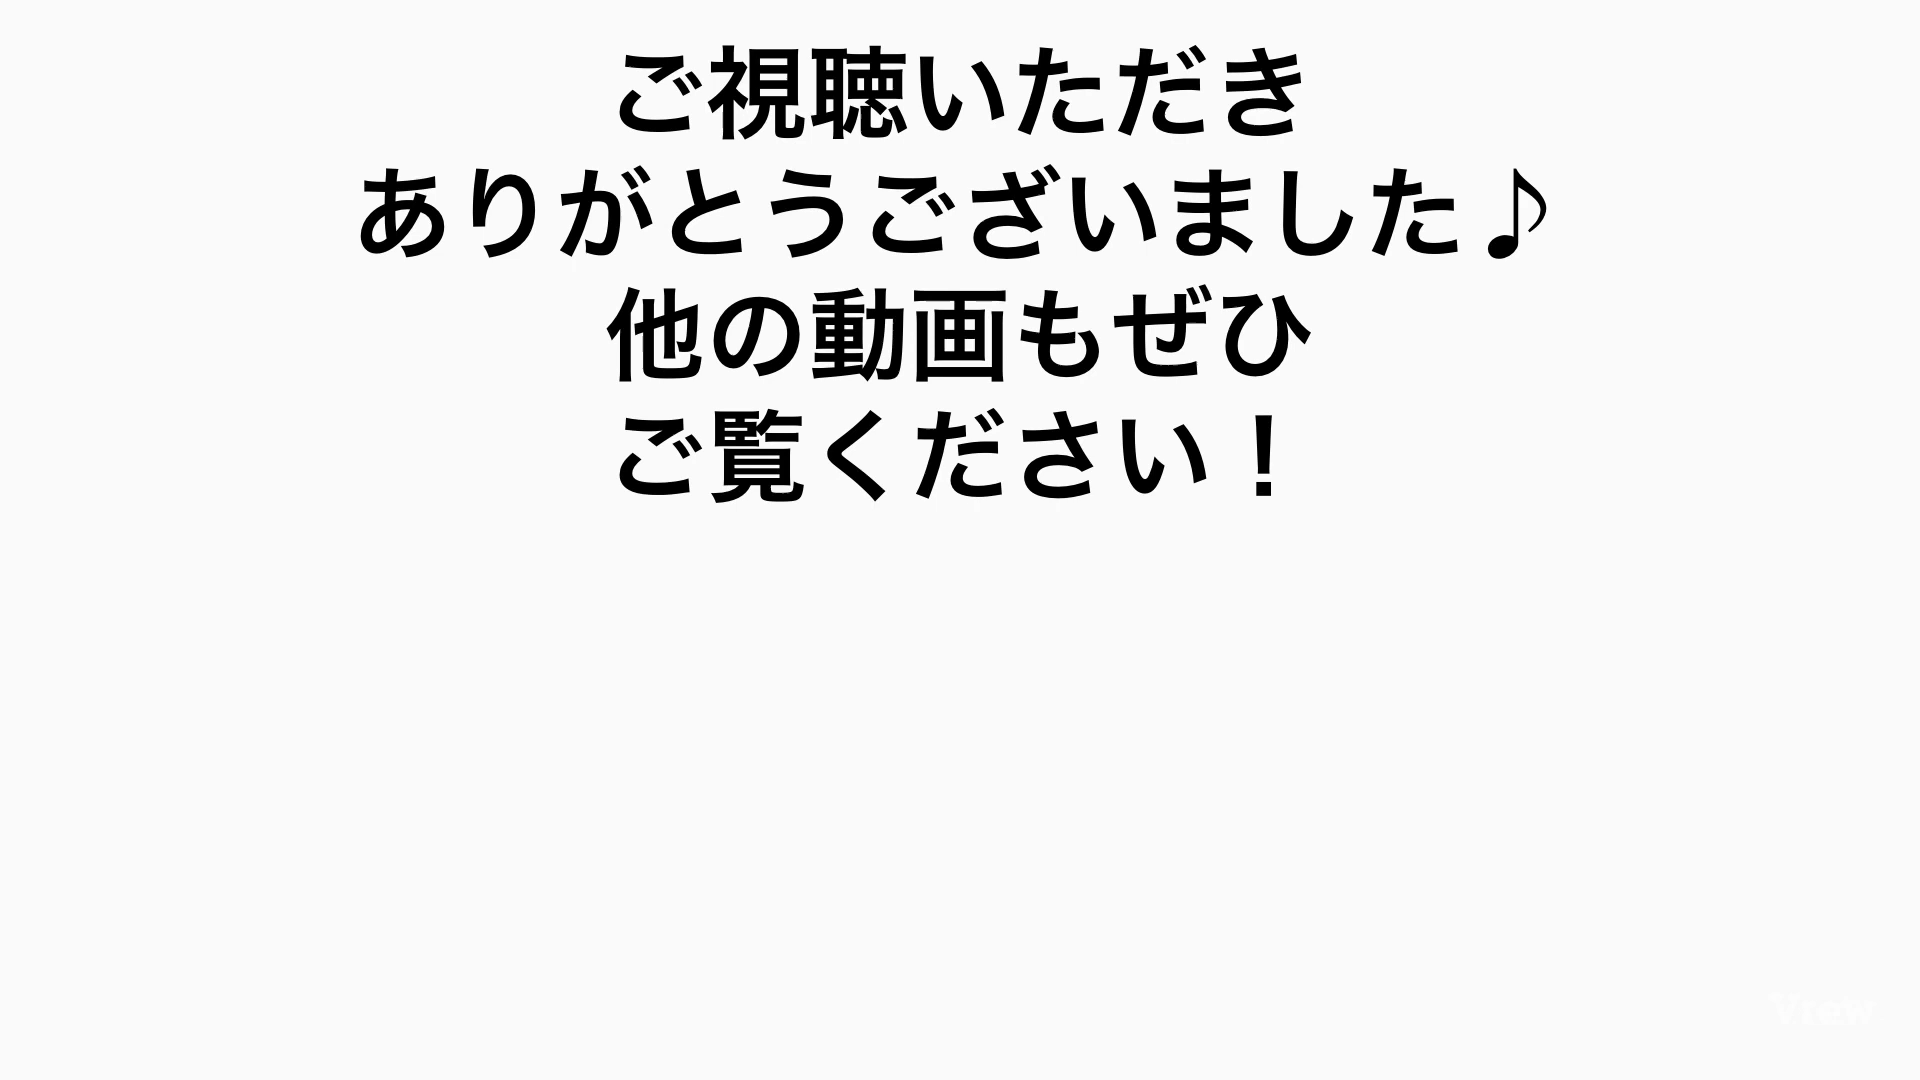 ご視聴いただき
ありがとうございました♪
他の動画もぜひ
ご覧ください！
Vrew